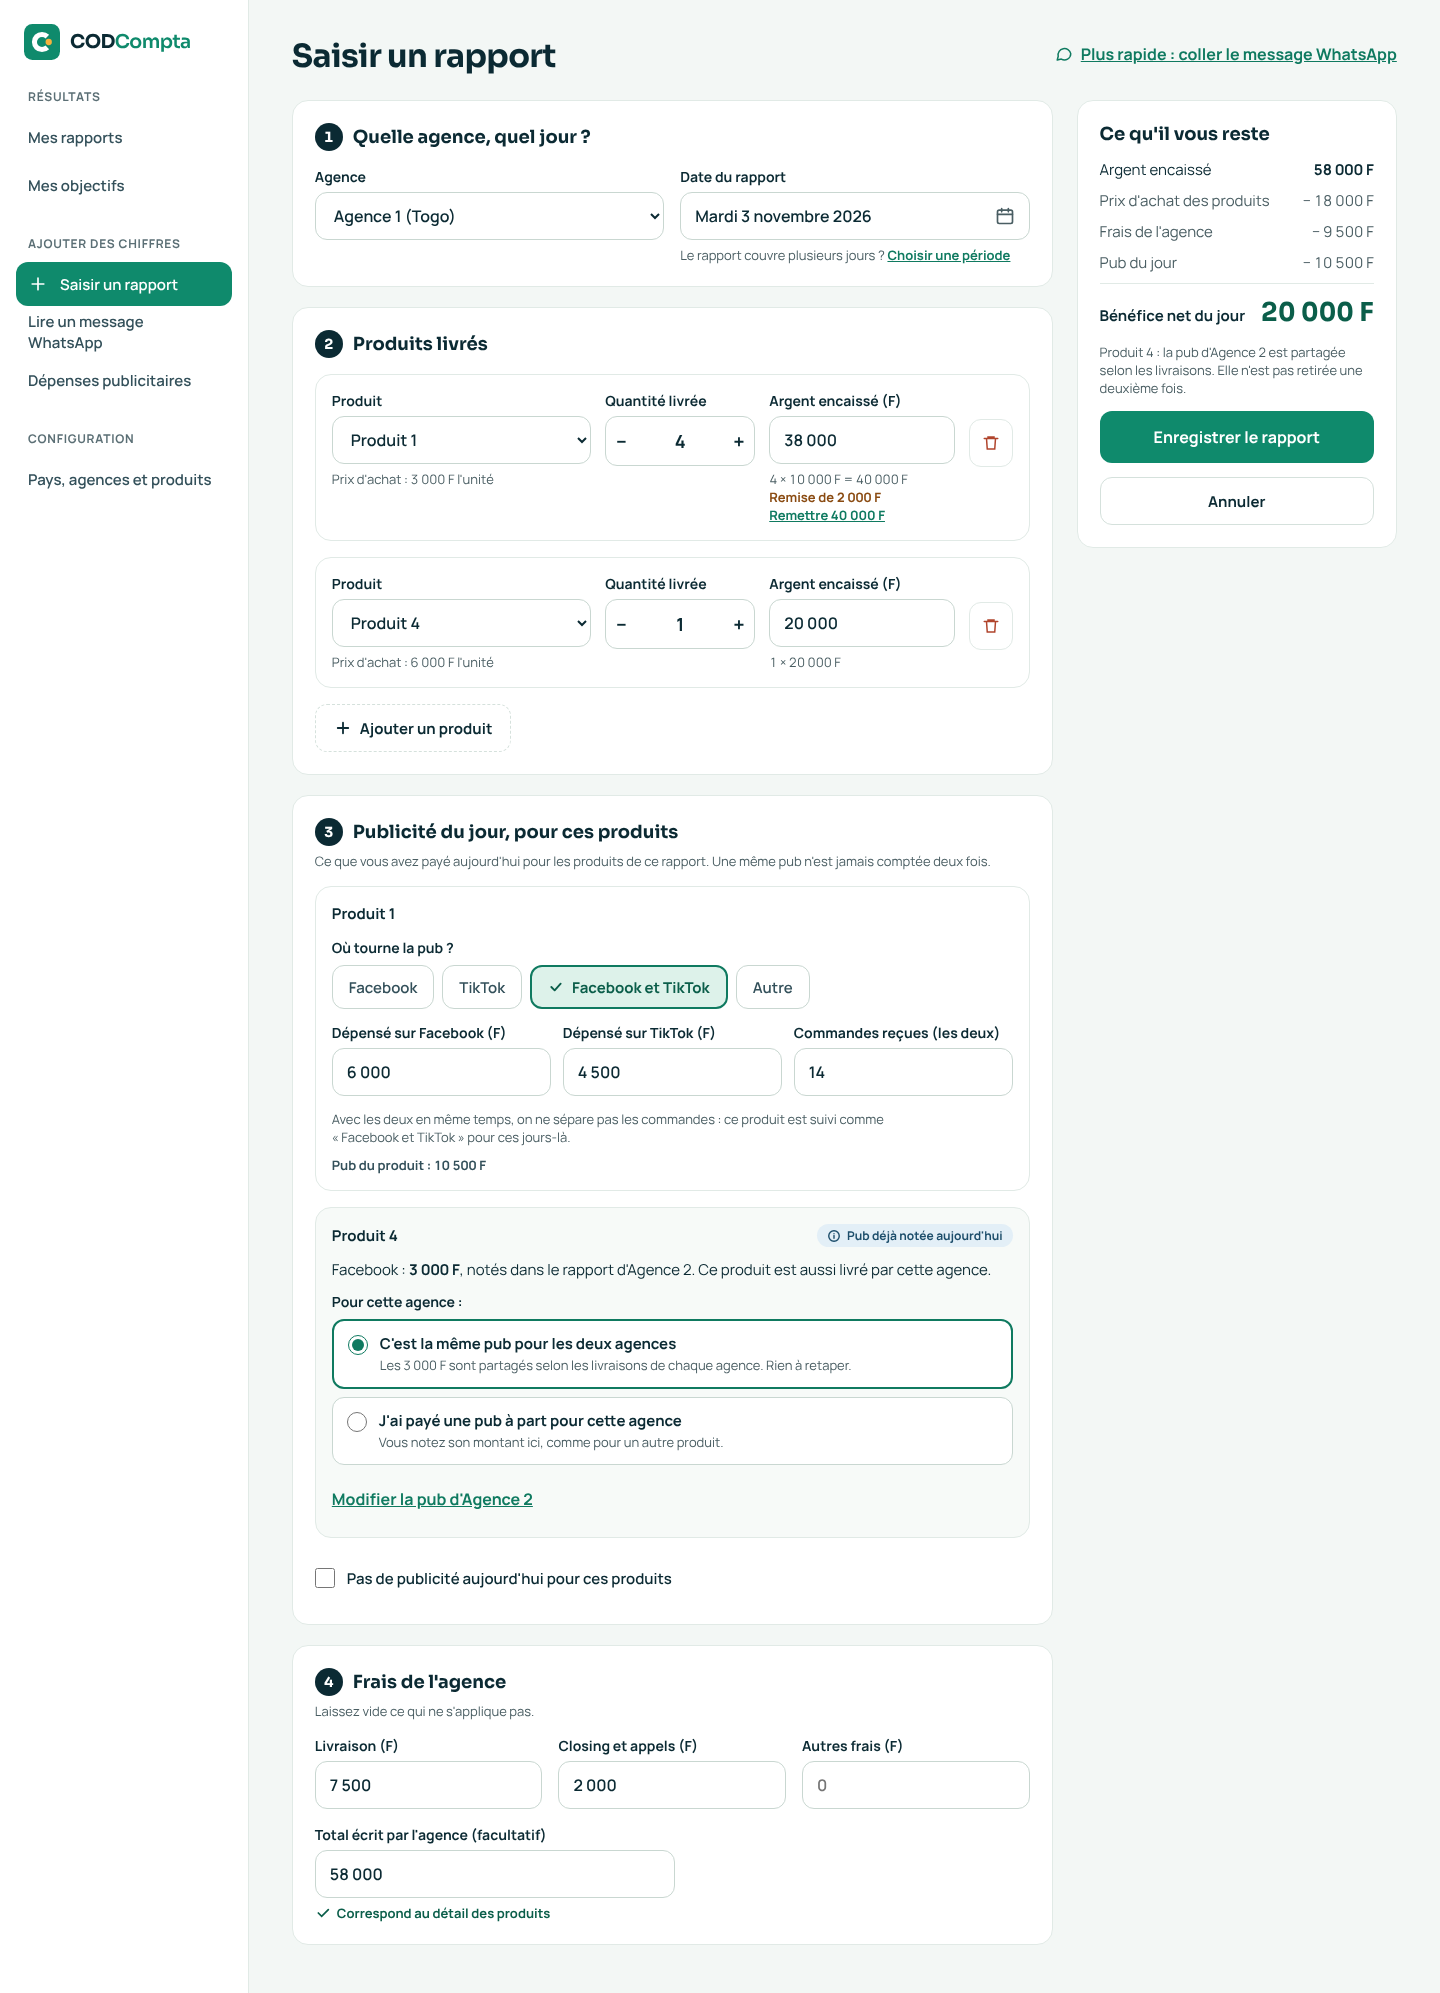 CODCompta
RÉSULTATS
Mes rapports
Mes objectifs
AJOUTER DES CHIFFRES
Saisir un rapport
Lire un message
WhatsApp
Dépenses publicitaires
CONFIGURATION
Pays, agences et produits
Saisir un rapport
Plus rapide : coller le message WhatsApp
1 Quelle agence, quel jour ?
Agence
Date du rapport
Agence 1 (Togo)
Mardi 3 novembre 2026
Le rapport couvre plusieurs jours ? Choisir une période
2 Produits livrés
Produit
Quantité livrée
Argent encaissé (F)
Produit 1
− 4 +
38 000
Prix d'achat : 3 000 F l'unité
4 × 10 000 F = 40 000 F
Remise de 2 000 F
Remettre 40 000 F
Produit
Quantité livrée
Argent encaissé (F)
Produit 4
− 1 +
20 000
Prix d'achat : 6 000 F l'unité
1 × 20 000 F
+ Ajouter un produit
3 Publicité du jour, pour ces produits
Ce que vous avez payé aujourd'hui pour les produits de ce rapport. Une même pub n'est jamais comptée deux fois.
Produit 1
Où tourne la pub ?
Facebook
TikTok
Facebook et TikTok
Autre
Dépensé sur Facebook (F)
Dépensé sur TikTok (F)
Commandes reçues (les deux)
6 000
4 500
14
Avec les deux en même temps, on ne sépare pas les commandes : ce produit est suivi comme
« Facebook et TikTok » pour ces jours-là.
Pub du produit : 10 500 F
Produit 4
Pub déjà notée aujourd'hui
Facebook : 3 000 F, notés dans le rapport d'Agence 2. Ce produit est aussi livré par cette agence.
Pour cette agence :
C'est la même pub pour les deux agences
Les 3 000 F sont partagés selon les livraisons de chaque agence. Rien à retaper.
J'ai payé une pub à part pour cette agence
Vous notez son montant ici, comme pour un autre produit.
Modifier la pub d'Agence 2
Pas de publicité aujourd'hui pour ces produits
4 Frais de l'agence
Laissez vide ce qui ne s'applique pas.
Livraison (F)
Closing et appels (F)
Autres frais (F)
7 500
2 000
0
Total écrit par l'agence (facultatif)
58 000
Correspond au détail des produits
Ce qu'il vous reste
Argent encaissé 58 000 F
Prix d'achat des produits − 18 000 F
Frais de l'agence − 9 500 F
Pub du jour − 10 500 F
Bénéfice net du jour 20 000 F
Produit 4 : la pub d'Agence 2 est partagée
selon les livraisons. Elle n'est pas retirée une
deuxième fois.
Enregistrer le rapport
Annuler